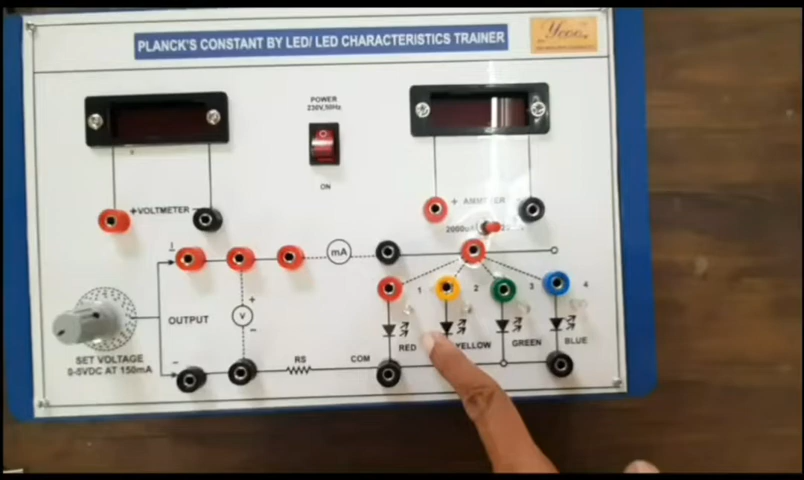 PLANCK'S CONSTANT BY LED/ LED CHARACTERISTICS TRAINER
POWER
230V,50Hz
ON
+ VOLTMETER -
+ AMMETER -
mA
1
2
3
4
+
V
-
OUTPUT
-
SET VOLTAGE
0-5VDC AT 150mA
RS
COM
RED
YELLOW
GREEN
BLUE